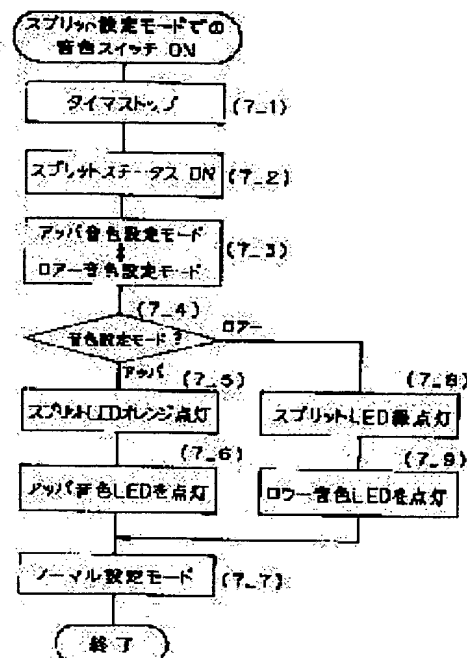 スプリット設定モードでの
音色スイッチ ON
タイマストップ
(7_1)
スプリットステータス ON
(7_2)
アッパ音色設定モード
ロアー音色設定モード
(7_3)
(7_4)
音色設定モード?
ロアー
アッパ
(7_5)
スプリットLEDオレンジ点灯
(7_6)
アッパ音色LEDを点灯
(7_8)
スプリットLED緑点灯
(7_9)
ロウー音色LEDを点灯
ノーマル設定モード
(7_7)
終了